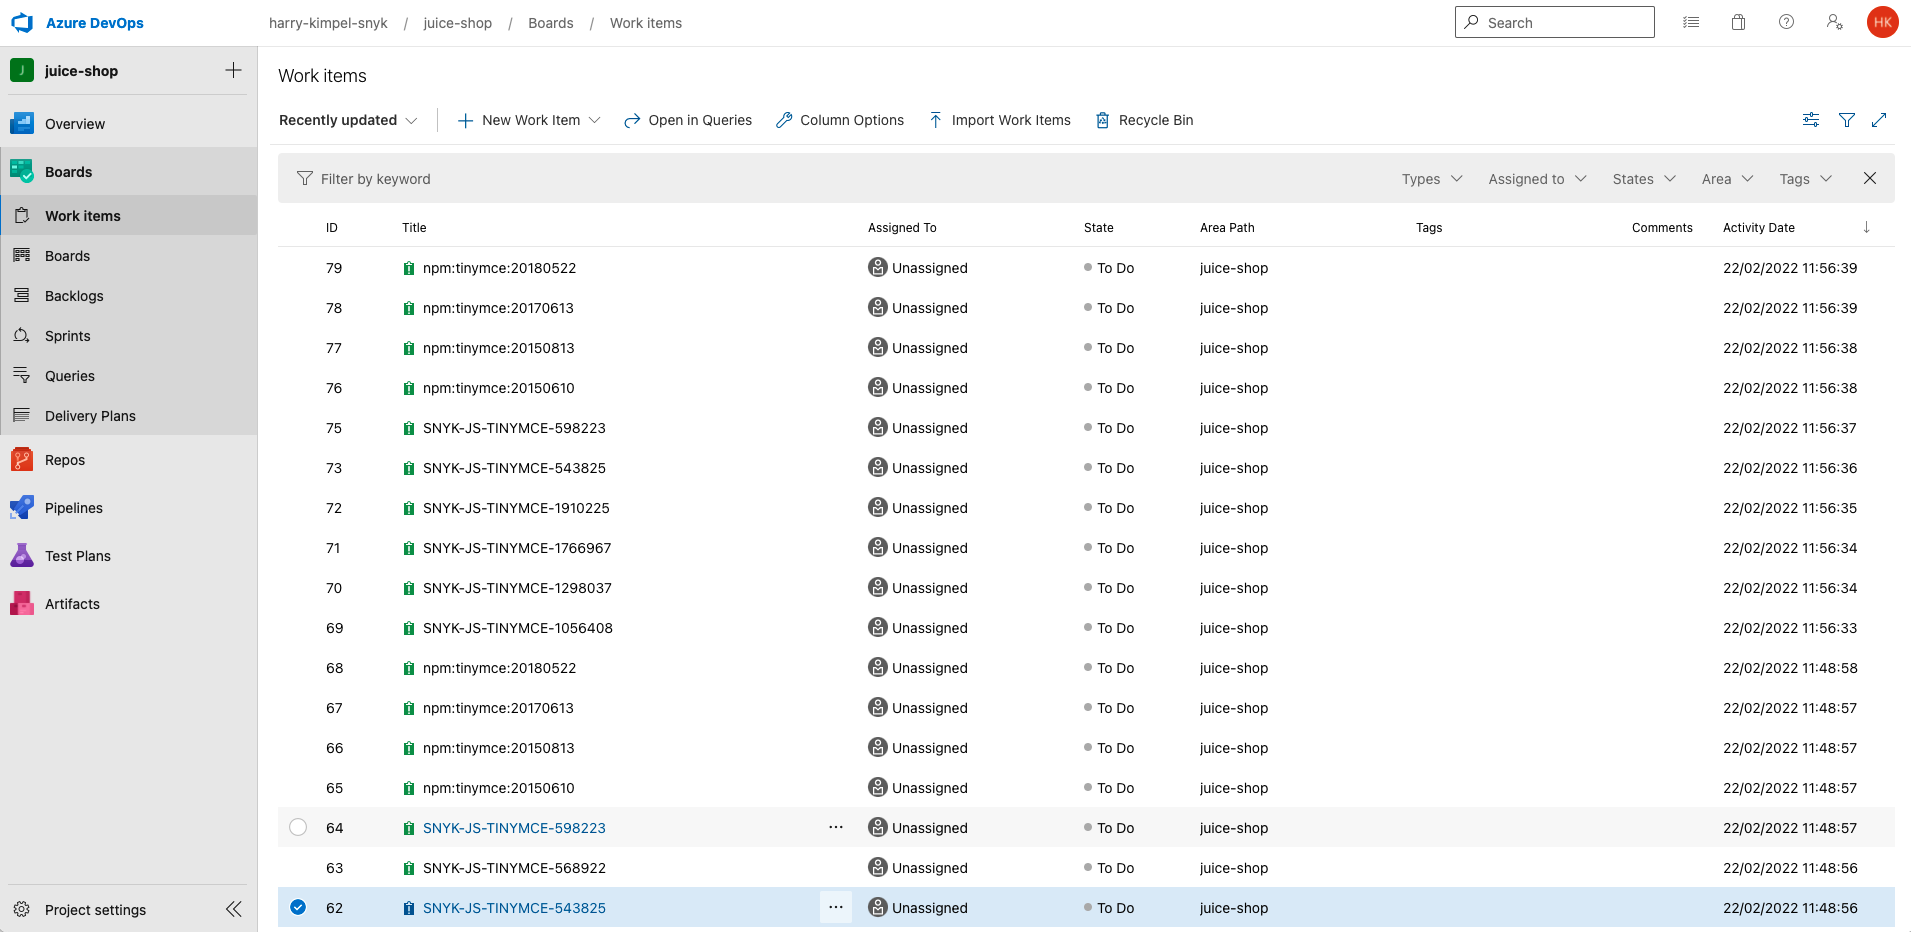 Azure DevOps
harry-kimpel-snyk / juice-shop / Boards / Work items
Search
HK
J juice-shop
Overview
Boards
Work items
Boards
Backlogs
Sprints
Queries
Delivery Plans
Repos
Pipelines
Test Plans
Artifacts
Project settings
Work items
Recently updated New Work Item Open in Queries Column Options Import Work Items Recycle Bin
Filter by keyword Types Assigned to States Area Tags
ID Title Assigned To State Area Path Tags Comments Activity Date
79 npm:tinymce:20180522 Unassigned To Do juice-shop 22/02/2022 11:56:39
78 npm:tinymce:20170613 Unassigned To Do juice-shop 22/02/2022 11:56:39
77 npm:tinymce:20150813 Unassigned To Do juice-shop 22/02/2022 11:56:38
76 npm:tinymce:20150610 Unassigned To Do juice-shop 22/02/2022 11:56:38
75 SNYK-JS-TINYMCE-598223 Unassigned To Do juice-shop 22/02/2022 11:56:37
73 SNYK-JS-TINYMCE-543825 Unassigned To Do juice-shop 22/02/2022 11:56:36
72 SNYK-JS-TINYMCE-1910225 Unassigned To Do juice-shop 22/02/2022 11:56:35
71 SNYK-JS-TINYMCE-1766967 Unassigned To Do juice-shop 22/02/2022 11:56:34
70 SNYK-JS-TINYMCE-1298037 Unassigned To Do juice-shop 22/02/2022 11:56:34
69 SNYK-JS-TINYMCE-1056408 Unassigned To Do juice-shop 22/02/2022 11:56:33
68 npm:tinymce:20180522 Unassigned To Do juice-shop 22/02/2022 11:48:58
67 npm:tinymce:20170613 Unassigned To Do juice-shop 22/02/2022 11:48:57
66 npm:tinymce:20150813 Unassigned To Do juice-shop 22/02/2022 11:48:57
65 npm:tinymce:20150610 Unassigned To Do juice-shop 22/02/2022 11:48:57
64 SNYK-JS-TINYMCE-598223 Unassigned To Do juice-shop 22/02/2022 11:48:57
63 SNYK-JS-TINYMCE-568922 Unassigned To Do juice-shop 22/02/2022 11:48:56
62 SNYK-JS-TINYMCE-543825 Unassigned To Do juice-shop 22/02/2022 11:48:56